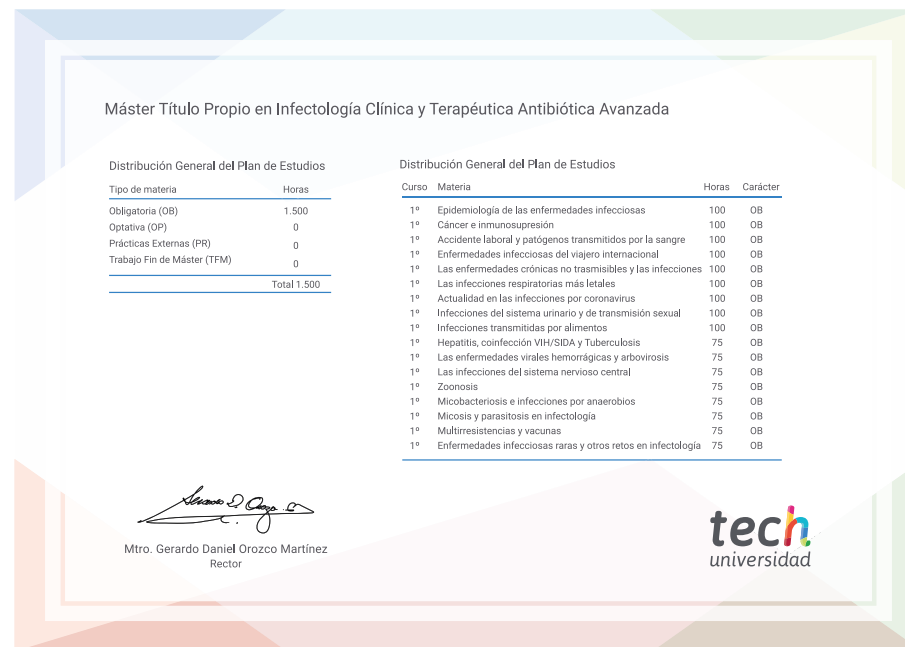 Máster Título Propio en Infectología Clínica y Terapéutica Antibiótica Avanzada
Distribución General del Plan de Estudios
Tipo de materia Horas
Obligatoria (OB) 1.500
Optativa (OP) 0
Prácticas Externas (PR) 0
Trabajo Fin de Máster (TFM) 0
Total 1.500
Distribución General del Plan de Estudios
Curso Materia Horas Carácter
1º Epidemiología de las enfermedades infecciosas 100 OB
1º Cáncer e inmunosupresión 100 OB
1º Accidente laboral y patógenos transmitidos por la sangre 100 OB
1º Enfermedades infecciosas del viajero internacional 100 OB
1º Las enfermedades crónicas no trasmisibles y las infecciones 100 OB
1º Las infecciones respiratorias más letales 100 OB
1º Actualidad en las infecciones por coronavirus 100 OB
1º Infecciones del sistema urinario y de transmisión sexual 100 OB
1º Infecciones transmitidas por alimentos 100 OB
1º Hepatitis, coinfección VIH/SIDA y Tuberculosis 75 OB
1º Las enfermedades virales hemorrágicas y arbovirosis 75 OB
1º Las infecciones del sistema nervioso central 75 OB
1º Zoonosis 75 OB
1º Micobacteriosis e infecciones por anaerobios 75 OB
1º Micosis y parasitosis en infectología 75 OB
1º Multirresistencias y vacunas 75 OB
1º Enfermedades infecciosas raras y otros retos en infectología 75 OB
Mtro. Gerardo Daniel Orozco Martínez
Rector
tech
universidad